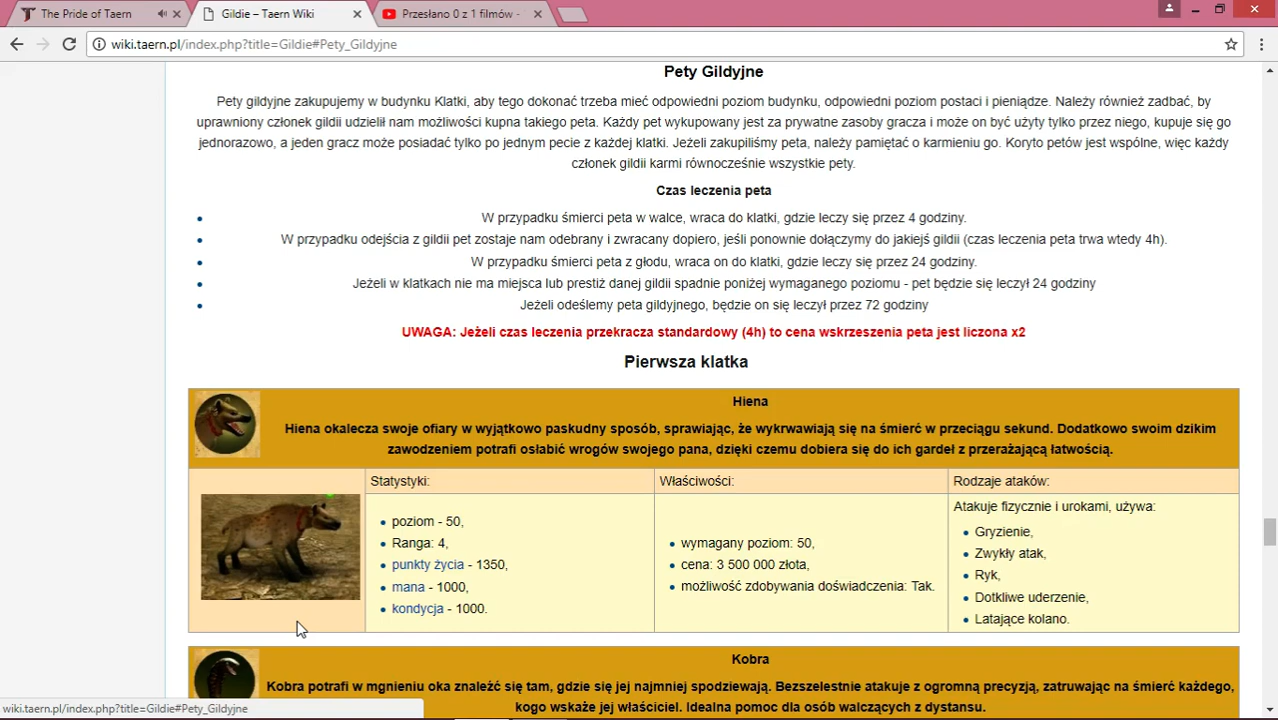 The Pride of Taern
Gildie – Taern Wiki
Przesłano 0 z 1 filmów -
wiki.taern.pl/index.php?title=Gildie#Pety_Gildyjne
Pety Gildyjne
Pety gildyjne zakupujemy w budynku Klatki, aby tego dokonać trzeba mieć odpowiedni poziom budynku, odpowiedni poziom postaci i pieniądze. Należy również zadbać, by
uprawniony członek gildii udzielił nam możliwości kupna takiego peta. Każdy pet wykupowany jest za prywatne zasoby gracza i może on być użyty tylko przez niego, kupuje się go
jednorazowo, a jeden gracz może posiadać tylko po jednym pecie z każdej klatki. Jeżeli zakupiliśmy peta, należy pamiętać o karmieniu go. Koryto petów jest wspólne, więc każdy
członek gildii karmi równocześnie wszystkie pety.
Czas leczenia peta
W przypadku śmierci peta w walce, wraca do klatki, gdzie leczy się przez 4 godziny.
W przypadku odejścia z gildii pet zostaje nam odebrany i zwracany dopiero, jeśli ponownie dołączymy do jakiejś gildii (czas leczenia peta trwa wtedy 4h).
W przypadku śmierci peta z głodu, wraca on do klatki, gdzie leczy się przez 24 godziny.
Jeżeli w klatkach nie ma miejsca lub prestiż danej gildii spadnie poniżej wymaganego poziomu - pet będzie się leczył 24 godziny
Jeżeli odeślemy peta gildyjnego, będzie on się leczył przez 72 godziny
UWAGA: Jeżeli czas leczenia przekracza standardowy (4h) to cena wskrzeszenia peta jest liczona x2
Pierwsza klatka
Hiena
Hiena okalecza swoje ofiary w wyjątkowo paskudny sposób, sprawiając, że wykrwawiają się na śmierć w przeciągu sekund. Dodatkowo swoim dzikim
zawodzeniem potrafi osłabić wrogów swojego pana, dzięki czemu dobiera się do ich gardeł z przerażającą łatwością.
Statystyki:
poziom - 50,
Ranga: 4,
punkty życia - 1350,
mana - 1000,
kondycja - 1000.
Właściwości:
wymagany poziom: 50,
cena: 3 500 000 złota,
możliwość zdobywania doświadczenia: Tak.
Rodzaje ataków:
Atakuje fizycznie i urokami, używa:
Gryzienie,
Zwykły atak,
Ryk,
Dotkliwe uderzenie,
Latające kolano.
Kobra
Kobra potrafi w mgnieniu oka znaleźć się tam, gdzie się jej najmniej spodziewają. Bezszelestnie atakuje z ogromną precyzją, zatruwając na śmierć każdego,
kogo wskaże jej właściciel. Idealna pomoc dla osób walczących z dystansu.
wiki.taern.pl/index.php?title=Gildie#Pety_Gildyjne